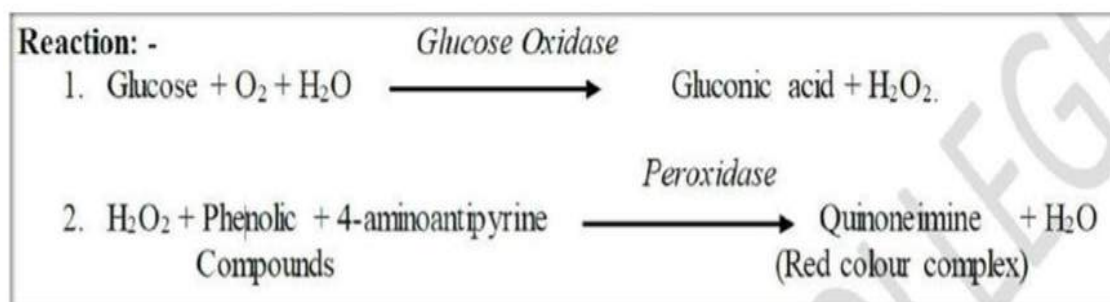 Reaction: - Glucose Oxidase
1. Glucose + O₂ + H₂O Gluconic acid + H₂O₂.
Peroxidase
2. H₂O₂ + Phenolic + 4-aminoantipyrine Quinoneimine + H₂O
Compounds (Red colour complex)